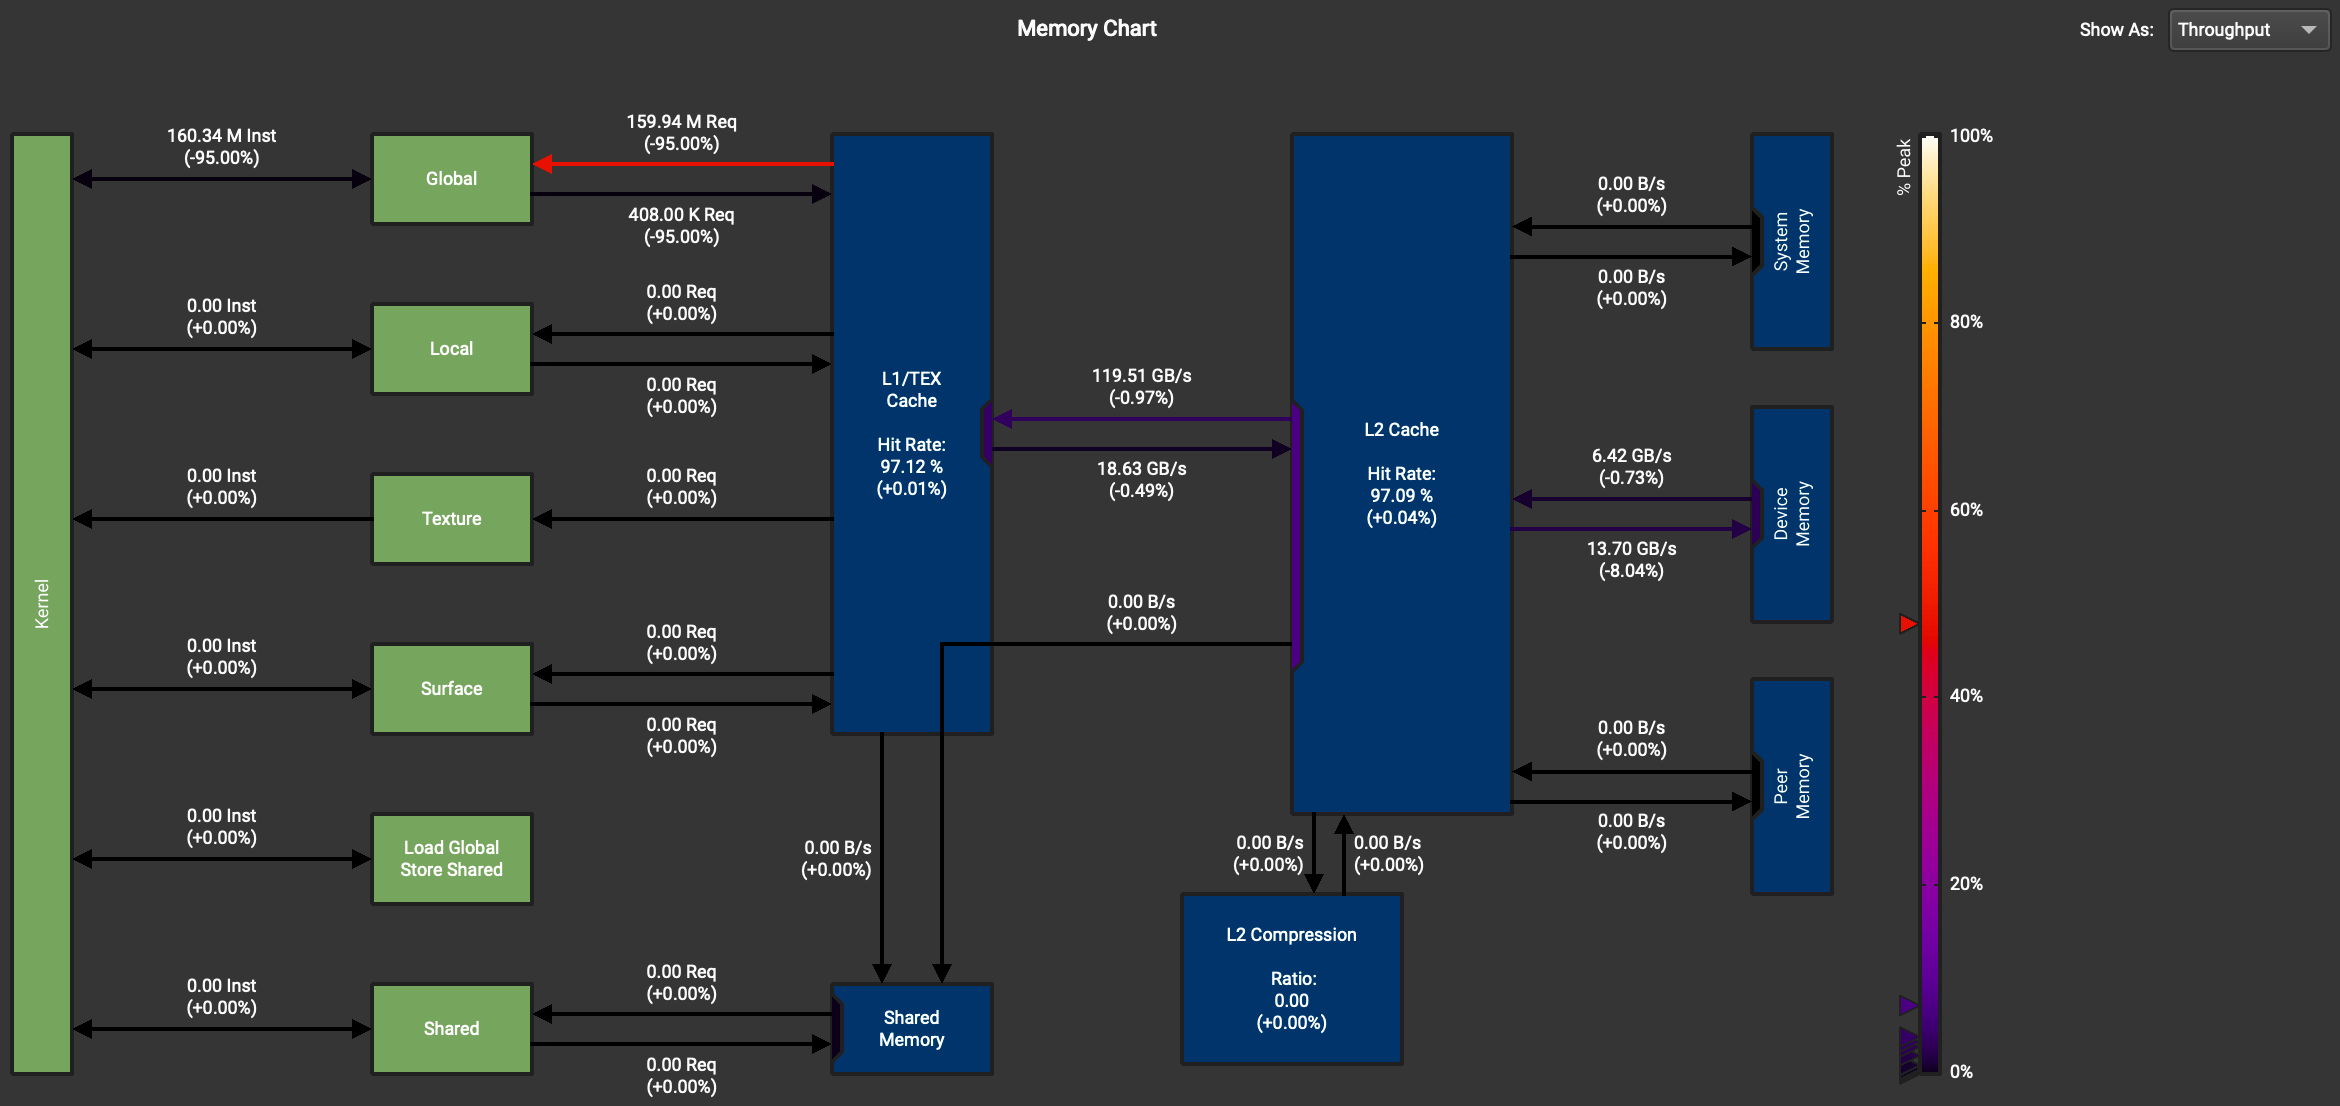 Memory Chart
Show As:
Throughput
Kernel
160.34 M Inst
(-95.00%)
Global
159.94 M Req
(-95.00%)
408.00 K Req
(-95.00%)
0.00 Inst
(+0.00%)
Local
0.00 Req
(+0.00%)
0.00 Req
(+0.00%)
0.00 Inst
(+0.00%)
Texture
0.00 Req
(+0.00%)
0.00 Inst
(+0.00%)
Surface
0.00 Req
(+0.00%)
0.00 Req
(+0.00%)
0.00 Inst
(+0.00%)
Load Global
Store Shared
0.00 Inst
(+0.00%)
Shared
0.00 Req
(+0.00%)
0.00 Req
(+0.00%)
L1/TEX
Cache
Hit Rate:
97.12 %
(+0.01%)
0.00 B/s
(+0.00%)
Shared
Memory
119.51 GB/s
(-0.97%)
18.63 GB/s
(-0.49%)
0.00 B/s
(+0.00%)
L2 Cache
Hit Rate:
97.09 %
(+0.04%)
0.00 B/s
(+0.00%)
0.00 B/s
(+0.00%)
L2 Compression
Ratio:
0.00
(+0.00%)
0.00 B/s
(+0.00%)
0.00 B/s
(+0.00%)
System
Memory
6.42 GB/s
(-0.73%)
13.70 GB/s
(-8.04%)
Device
Memory
0.00 B/s
(+0.00%)
0.00 B/s
(+0.00%)
Peer
Memory
% Peak
100%
80%
60%
40%
20%
0%